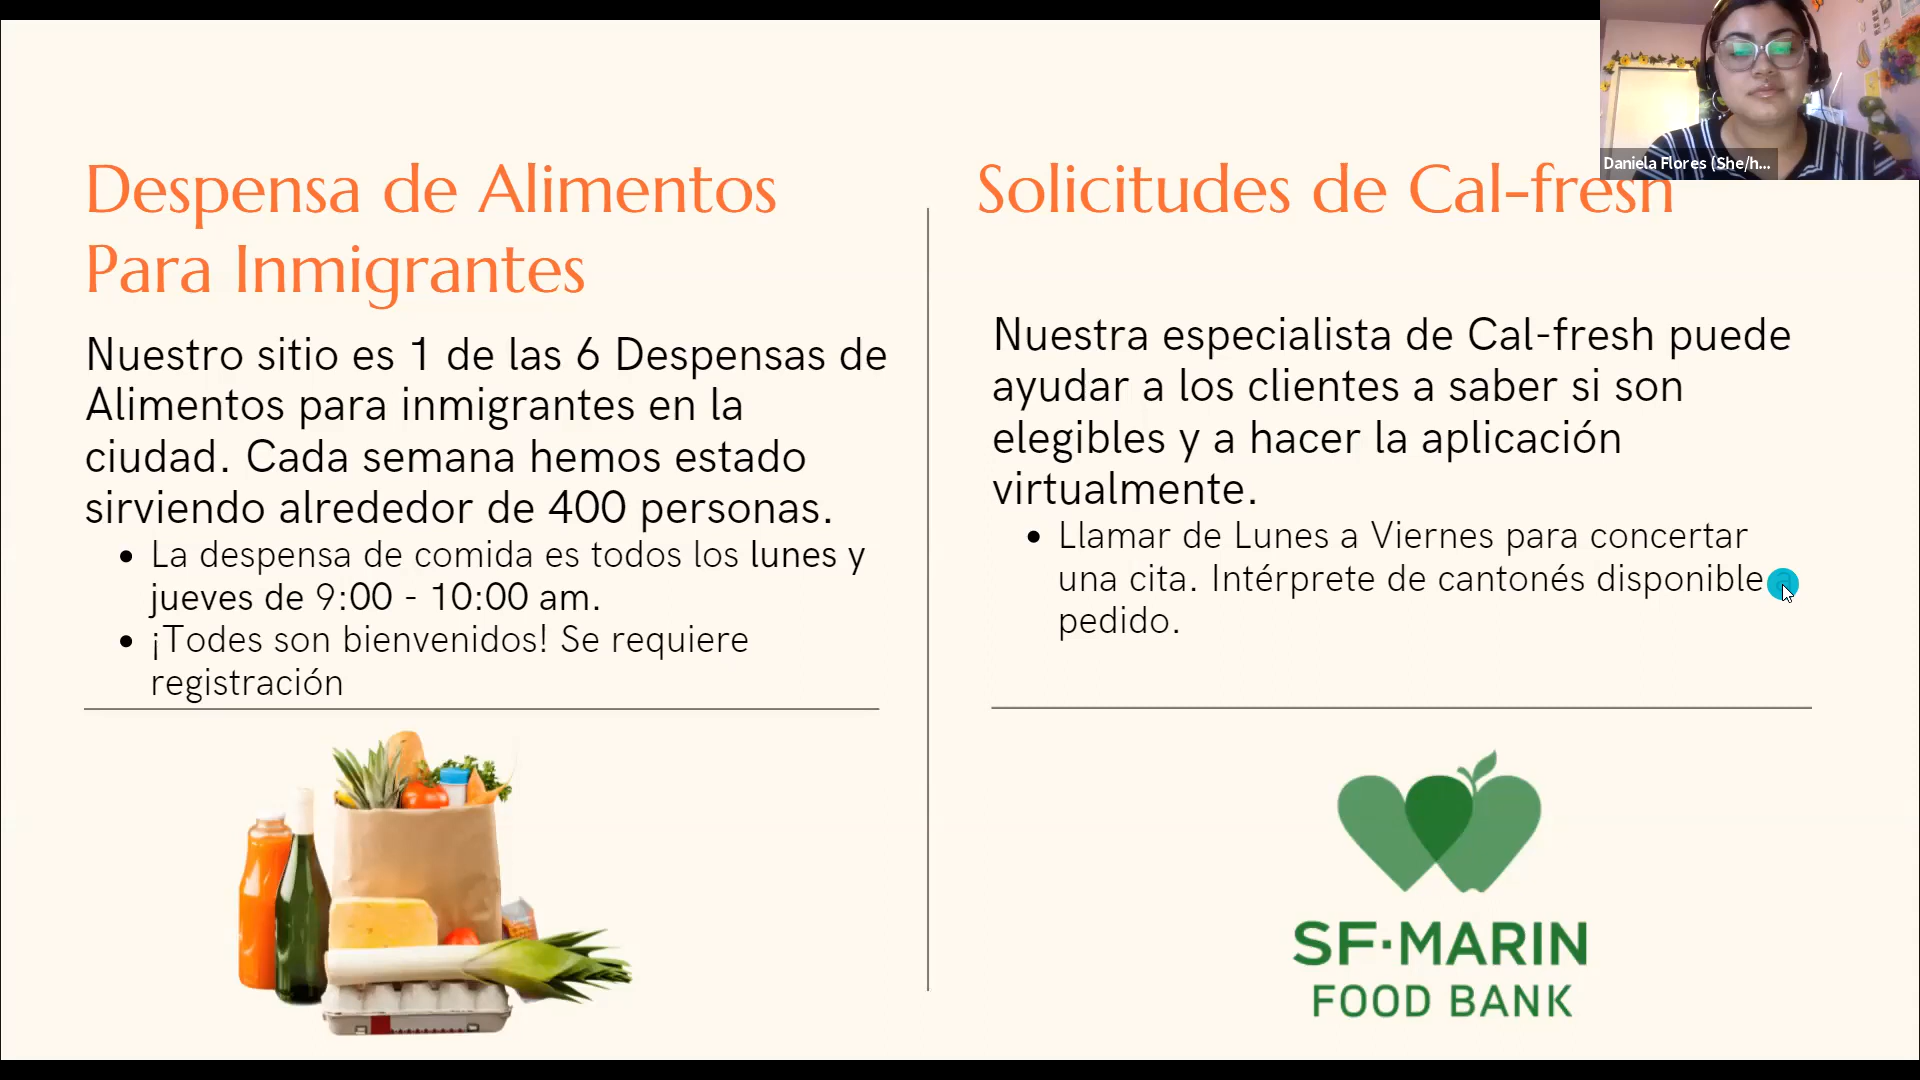 Despensa de Alimentos
Para Inmigrantes
Nuestro sitio es 1 de las 6 Despensas de
Alimentos para inmigrantes en la
ciudad. Cada semana hemos estado
sirviendo alrededor de 400 personas.
• La despensa de comida es todos los lunes y
jueves de 9:00 - 10:00 am.
• ¡Todes son bienvenidos! Se requiere
registración
Solicitudes de Cal-fresh
Nuestra especialista de Cal-fresh puede
ayudar a los clientes a saber si son
elegibles y a hacer la aplicación
virtualmente.
• Llamar de Lunes a Viernes para concertar
una cita. Intérprete de cantonés disponible a
pedido.
SF·MARIN
FOOD BANK
Daniela Flores (She/h...